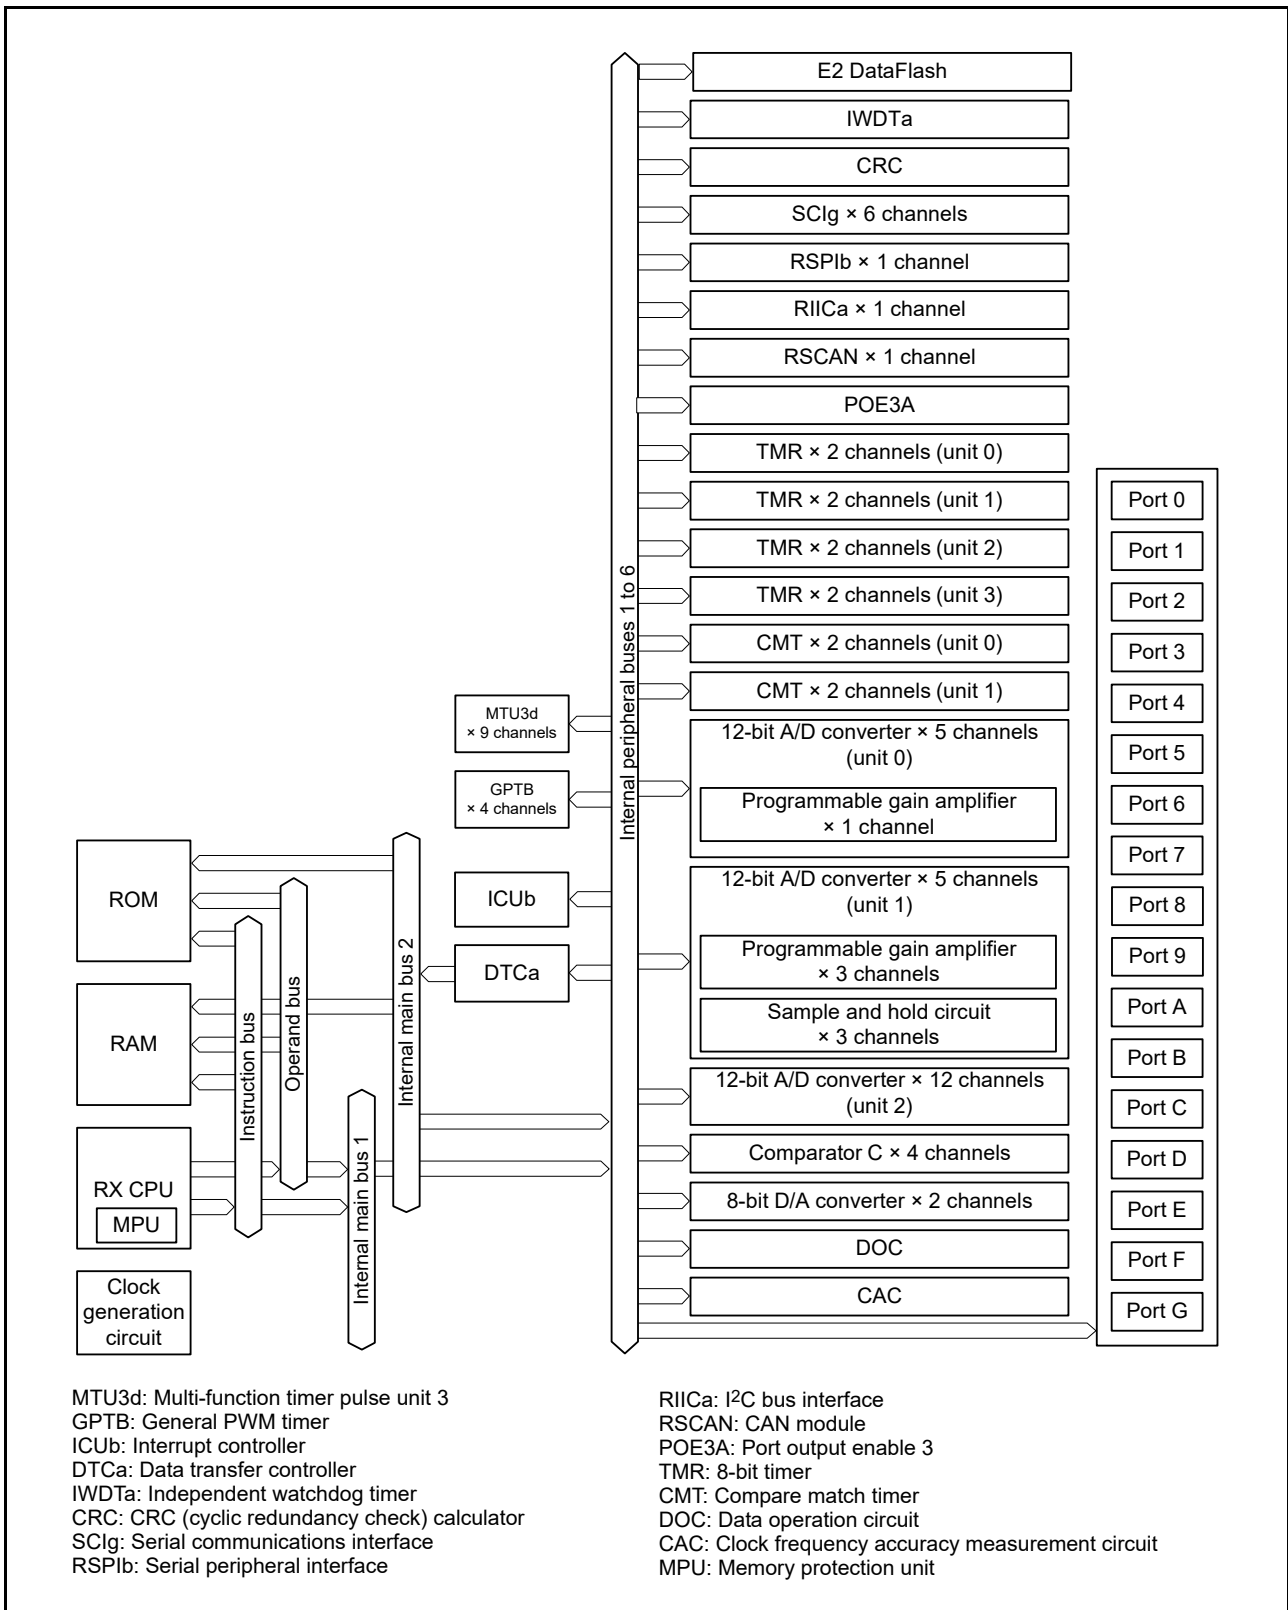 E2 DataFlash
IWDTa
CRC
SCIg × 6 channels
RSPIb × 1 channel
RIICa × 1 channel
RSCAN × 1 channel
POE3A
TMR × 2 channels (unit 0)
TMR × 2 channels (unit 1)
TMR × 2 channels (unit 2)
TMR × 2 channels (unit 3)
CMT × 2 channels (unit 0)
CMT × 2 channels (unit 1)
12-bit A/D converter × 5 channels
(unit 0)
Programmable gain amplifier
× 1 channel
12-bit A/D converter × 5 channels
(unit 1)
Programmable gain amplifier
× 3 channels
Sample and hold circuit
× 3 channels
12-bit A/D converter × 12 channels
(unit 2)
Comparator C × 4 channels
8-bit D/A converter × 2 channels
DOC
CAC
Port 0
Port 1
Port 2
Port 3
Port 4
Port 5
Port 6
Port 7
Port 8
Port 9
Port A
Port B
Port C
Port D
Port E
Port F
Port G
Internal peripheral buses 1 to 6
MTU3d
× 9 channels
GPTB
× 4 channels
ICUb
DTCa
Internal main bus 2
Internal main bus 1
Operand bus
Instruction bus
ROM
RAM
RX CPU
MPU
Clock
generation
circuit
MTU3d: Multi-function timer pulse unit 3
GPTB: General PWM timer
ICUb: Interrupt controller
DTCa: Data transfer controller
IWDTa: Independent watchdog timer
CRC: CRC (cyclic redundancy check) calculator
SCIg: Serial communications interface
RSPIb: Serial peripheral interface
RIICa: I²C bus interface
RSCAN: CAN module
POE3A: Port output enable 3
TMR: 8-bit timer
CMT: Compare match timer
DOC: Data operation circuit
CAC: Clock frequency accuracy measurement circuit
MPU: Memory protection unit